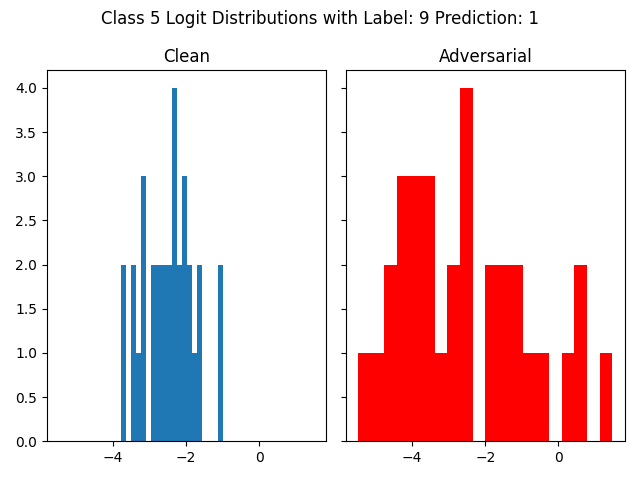 Class 5 Logit Distributions with Label: 9 Prediction: 1
Clean
Adversarial
4.0
3.5
3.0
2.5
2.0
1.5
1.0
0.5
0.0
−4 −2 0
−4 −2 0